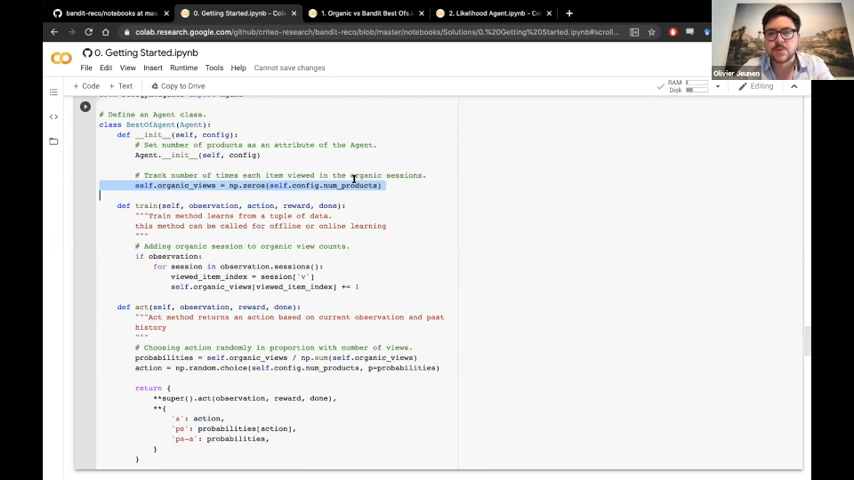 bandit-reco/notebooks at mas
0. Getting Started.ipynb - Co
1. Organic vs Bandit Best Ofs.i
2. Likelihood Agent.ipynb - Co
colab.research.google.com/github/criteo-research/bandit-reco/blob/master/notebooks/Solutions/0.%20Getting%20Started.ipynb#scroll…
0. Getting Started.ipynb
File Edit View Insert Runtime Tools Help Cannot save changes
Olivier Jeunen
+ Code + Text Copy to Drive
RAM
Disk
Editing
# Define an Agent class.
class BestOfAgent(Agent):
def __init__(self, config):
# Set number of products as an attribute of the Agent.
Agent.__init__(self, config)
# Track number of times each item viewed in the organic sessions.
self.organic_views = np.zeros(self.config.num_products)
def train(self, observation, action, reward, done):
"""Train method learns from a tuple of data.
this method can be called for offline or online learning
"""
# Adding organic session to organic view counts.
if observation:
for session in observation.sessions():
viewed_item_index = session['v']
self.organic_views[viewed_item_index] += 1
def act(self, observation, reward, done):
"""Act method returns an action based on current observation and past
history
"""
# Choosing action randomly in proportion with number of views.
probabilities = self.organic_views / np.sum(self.organic_views)
action = np.random.choice(self.config.num_products, p=probabilities)
return {
**super().act(observation, reward, done),
**{
'a': action,
'ps': probabilities[action],
'ps-a': probabilities,
}
}